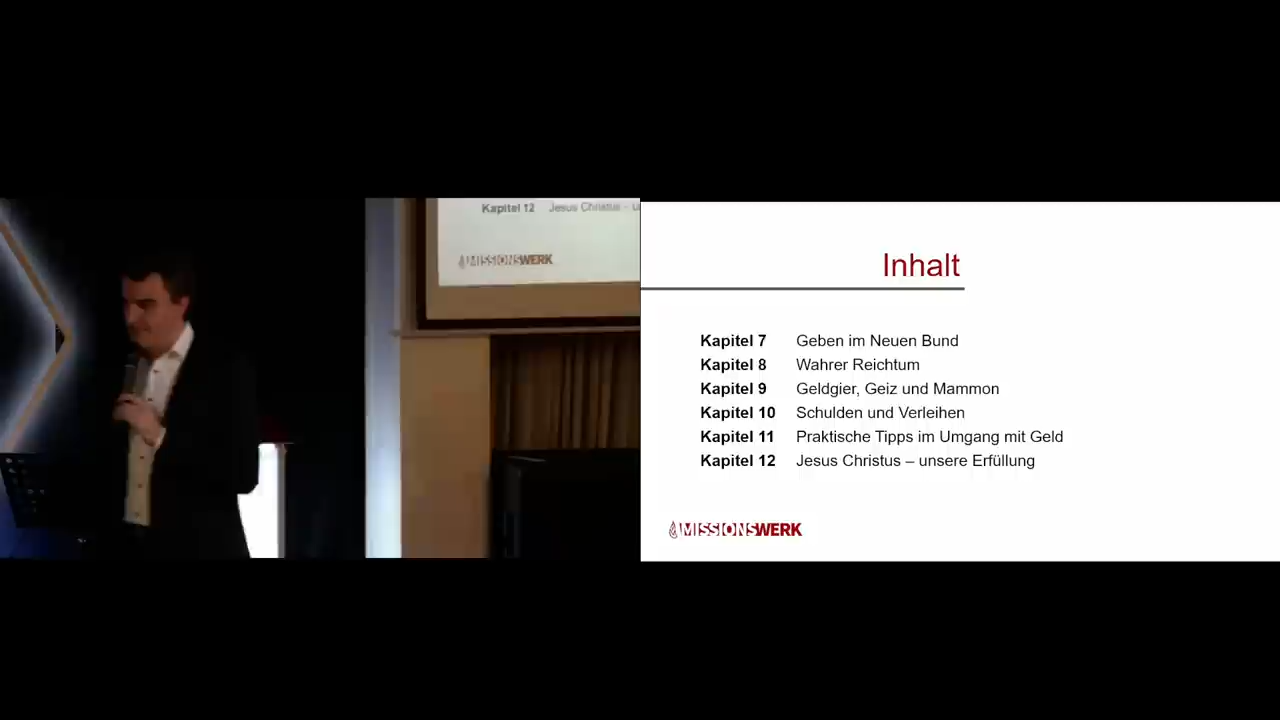 Kapitel 12 Jesus Christus – u
MISSIONSWERK
Inhalt
Kapitel 7 Geben im Neuen Bund
Kapitel 8 Wahrer Reichtum
Kapitel 9 Geldgier, Geiz und Mammon
Kapitel 10 Schulden und Verleihen
Kapitel 11 Praktische Tipps im Umgang mit Geld
Kapitel 12 Jesus Christus – unsere Erfüllung
MISSIONSWERK